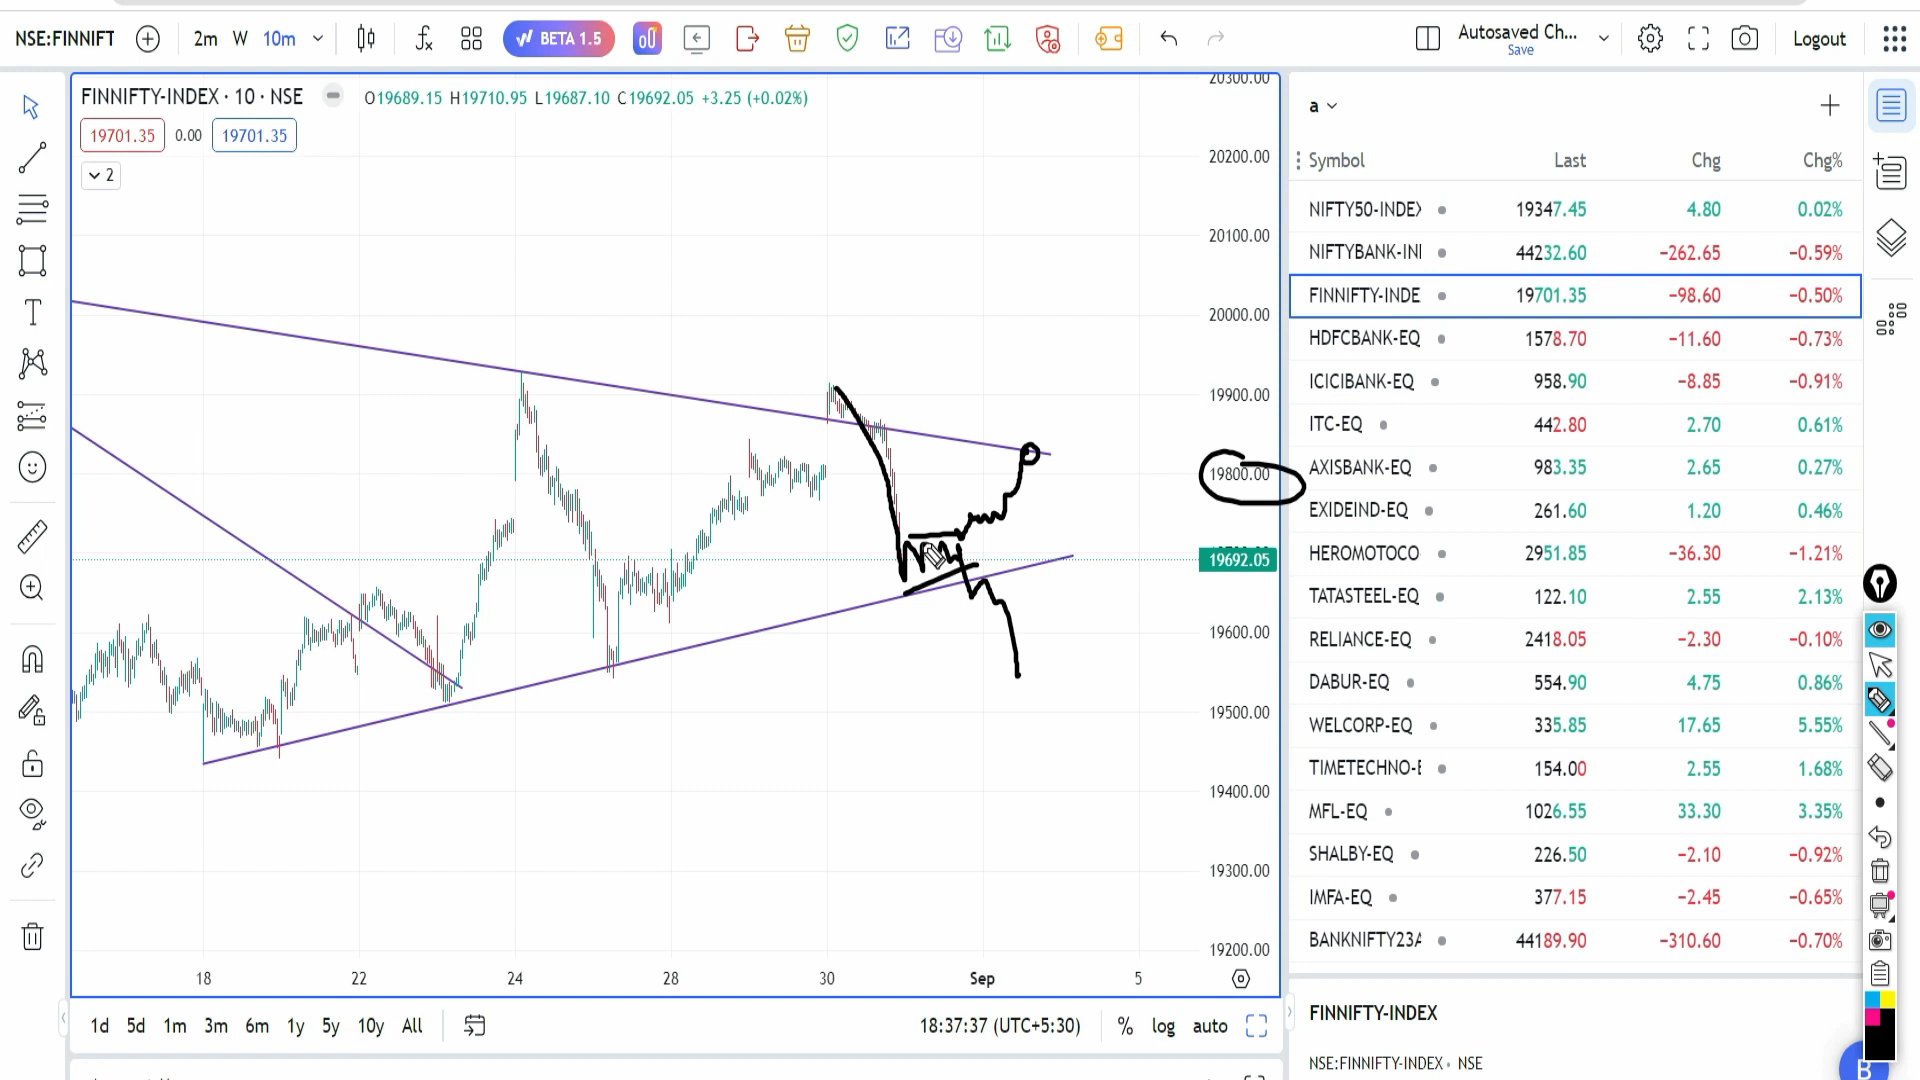 NSE:FINNIFT 2m W 10m BETA 1.5 Autosaved Ch... Save Logout
FINNIFTY-INDEX · 10 · NSE O19689.15 H19710.95 L19687.10 C19692.05 +3.25 (+0.02%)
19701.35 0.00 19701.35
2
20300.00
20200.00
20100.00
20000.00
19900.00
19800.00
19692.05
19600.00
19500.00
19400.00
19300.00
19200.00
18 22 24 28 30 Sep 5
1d 5d 1m 3m 6m 1y 5y 10y All 18:37:37 (UTC+5:30) % log auto
a
Symbol Last Chg Chg%
NIFTY50-INDEX 19347.45 4.80 0.02%
NIFTYBANK-INI 44232.60 −262.65 −0.59%
FINNIFTY-INDE 19701.35 −98.60 −0.50%
HDFCBANK-EQ 1578.70 −11.60 −0.73%
ICICIBANK-EQ 958.90 −8.85 −0.91%
ITC-EQ 442.80 2.70 0.61%
AXISBANK-EQ 983.35 2.65 0.27%
EXIDEIND-EQ 261.60 1.20 0.46%
HEROMOTOCO 2951.85 −36.30 −1.21%
TATASTEEL-EQ 122.10 2.55 2.13%
RELIANCE-EQ 2418.05 −2.30 −0.10%
DABUR-EQ 554.90 4.75 0.86%
WELCORP-EQ 335.85 17.65 5.55%
TIMETECHNO-E 154.00 2.55 1.68%
MFL-EQ 1026.55 33.30 3.35%
SHALBY-EQ 226.50 −2.10 −0.92%
IMFA-EQ 377.15 −2.45 −0.65%
BANKNIFTY23A 44189.90 −310.60 −0.70%
FINNIFTY-INDEX
NSE:FINNIFTY-INDEX • NSE
B